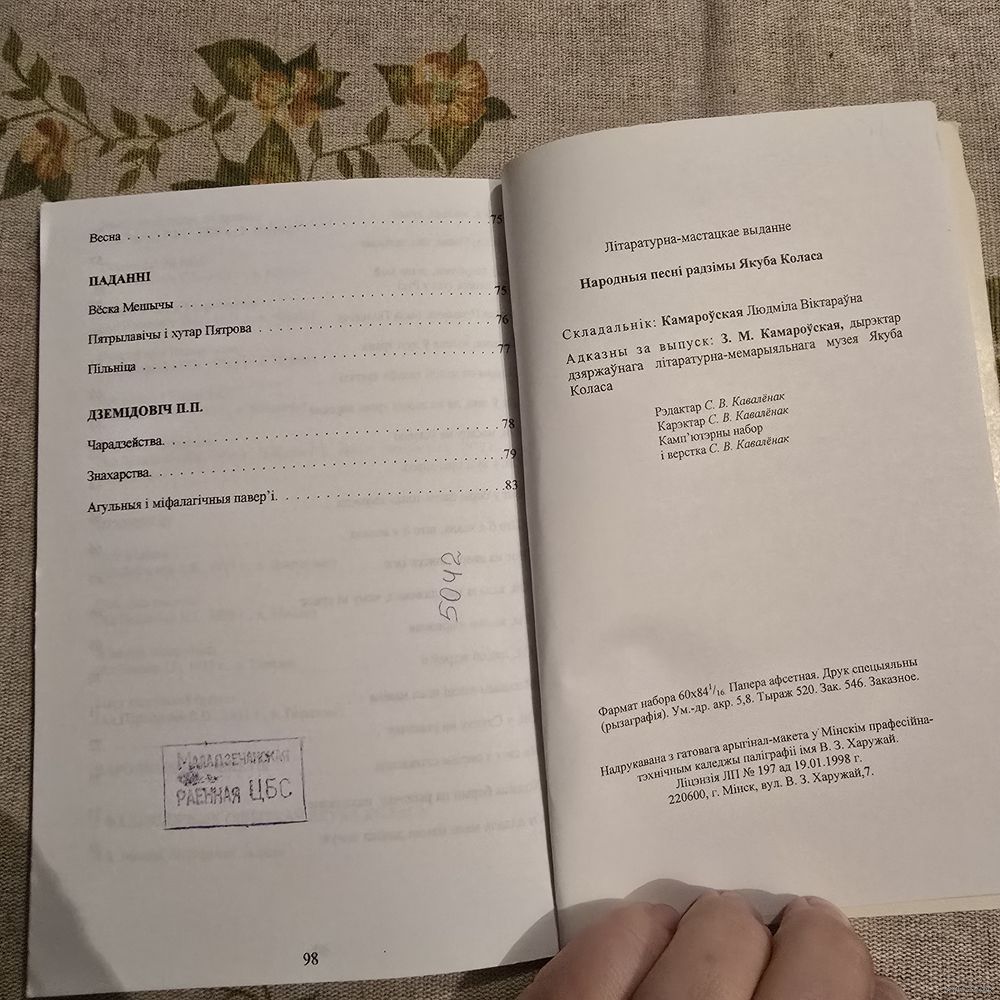 Весна . . . . . . . . . . . . . . . . . . . . . . . . . . . . . . . . . . . . 75
ПАДАННІ
Вёска Мешычы . . . . . . . . . . . . . . . . . . . . . . . . . . . . . . 75
Пятрылавічы і хутар Пятрова . . . . . . . . . . . . . . . . . . . . . 76
Пільніца . . . . . . . . . . . . . . . . . . . . . . . . . . . . . . . . . . . 77
ДЗЕМІДОВІЧ П.П.
Чарадзейства. . . . . . . . . . . . . . . . . . . . . . . . . . . . . . . . 78
Знахарства. . . . . . . . . . . . . . . . . . . . . . . . . . . . . . . . . 79
Агульныя і міфалагічныя павер’і. . . . . . . . . . . . . . . . . . . 83
5042
Маладзечанская
РАЁННАЯ ЦБС
98
Літаратурна-мастацкае выданне
Народныя песні радзімы Якуба Коласа
Складальнік: Камароўская Людміла Віктараўна
Адказны за выпуск: З. М. Камароўская, дырэктар
дзяржаўнага літаратурна-мемарыяльнага музея Якуба
Коласа
Рэдактар С. В. Кавалёнак
Карэктар С. В. Кавалёнак
Камп’ютэрны набор
і верстка С. В. Кавалёнак
Фармат набора 60х84¹/₁₆ Папера афсетная. Друк спецыяльны
(рызаграфія). Ум.-др. акр. 5,8. Тыраж 520. Зак. 546. Заказное.
Надрукавана з гатовага арыгінал-макета у Мінскім прафесійна-
тэхнічным каледжы паліграфіі імя В. З. Харужай.
Ліцэнзія ЛП № 197 ад 19.01.1998 г.
220600, г. Мінск, вул. В. З. Харужай,7.